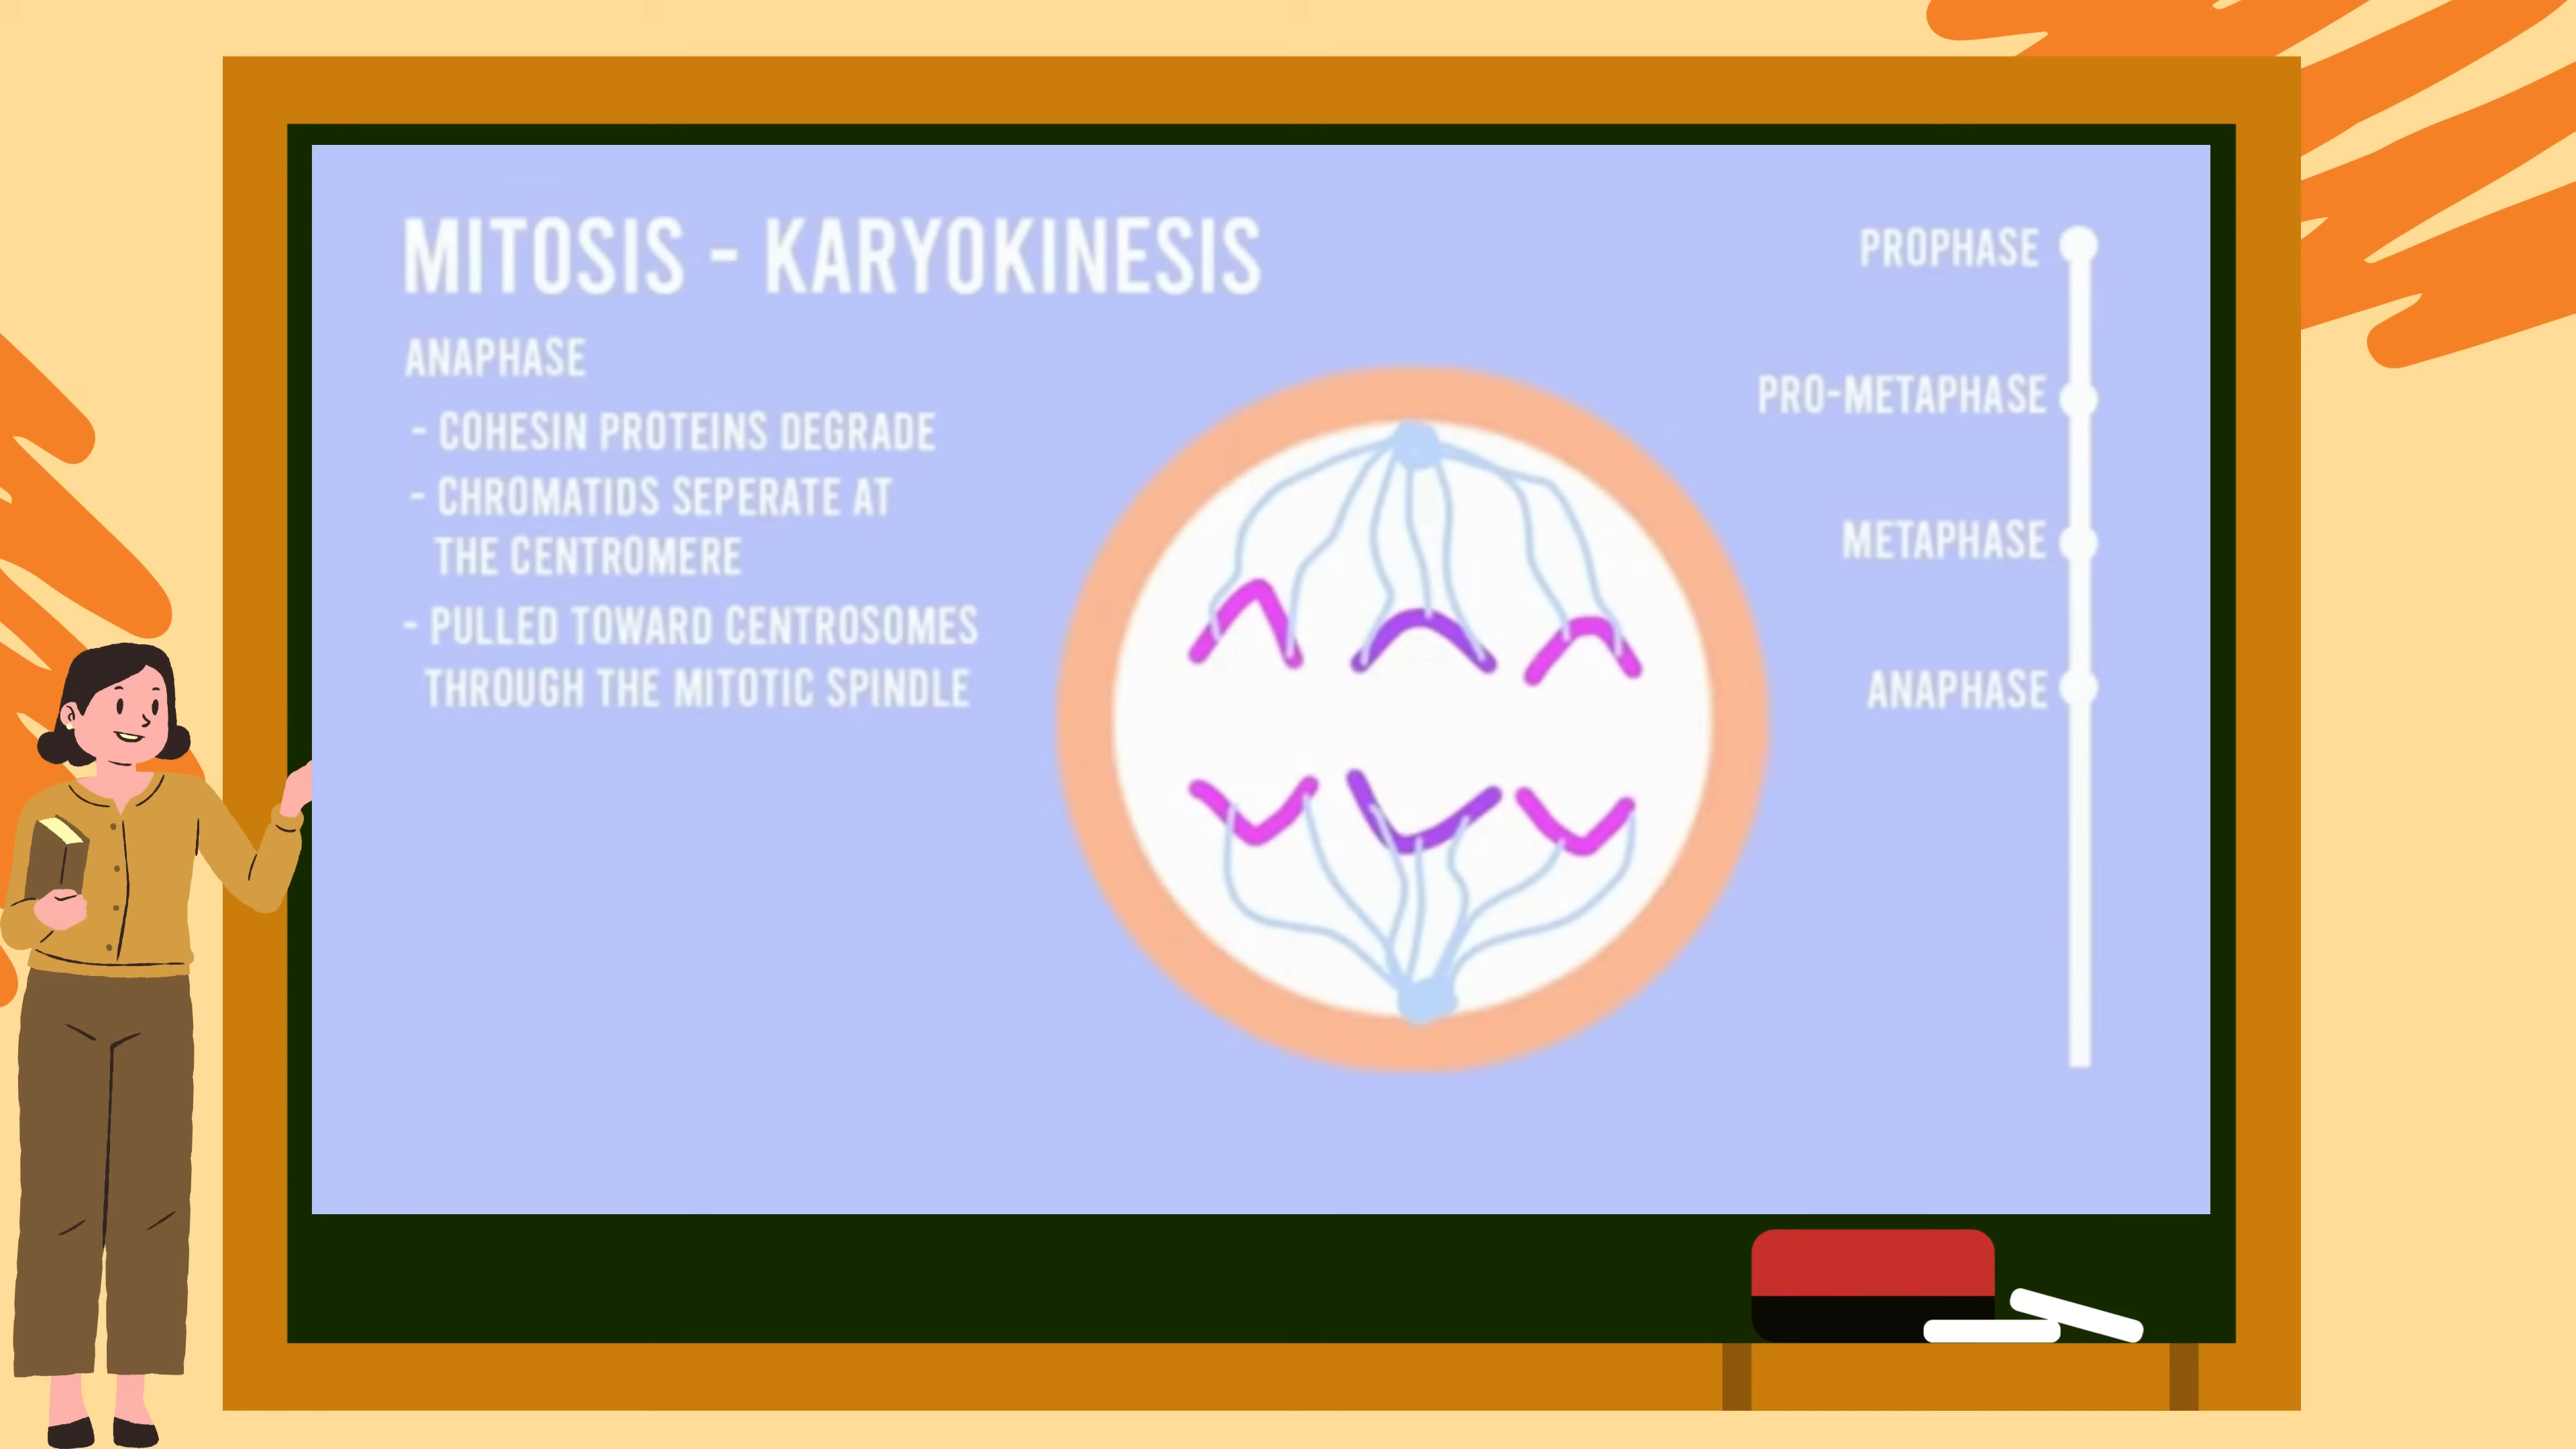 MITOSIS - KARYOKINESIS
ANAPHASE
- COHESIN PROTEINS DEGRADE
- CHROMATIDS SEPERATE AT
THE CENTROMERE
- PULLED TOWARD CENTROSOMES
THROUGH THE MITOTIC SPINDLE
PROPHASE
PRO-METAPHASE
METAPHASE
ANAPHASE